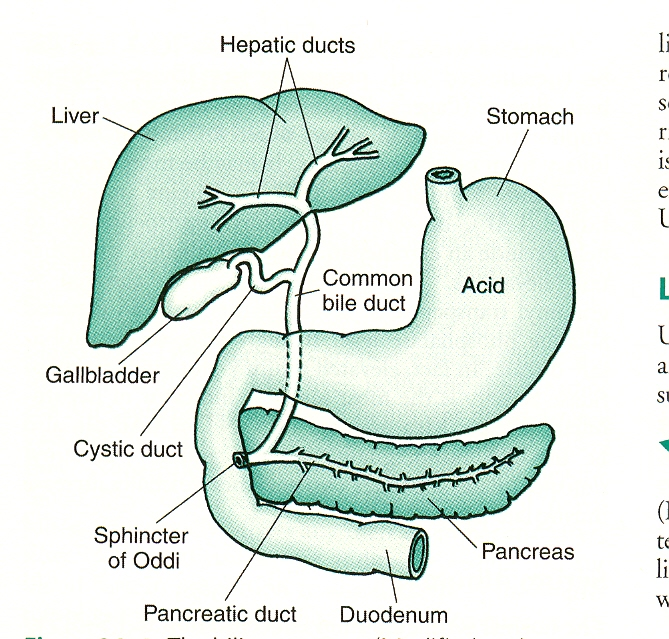 Hepatic ducts
Liver
Stomach
Common
bile duct
Acid
Gallbladder
Cystic duct
Sphincter
of Oddi
Pancreas
Pancreatic duct
Duodenum